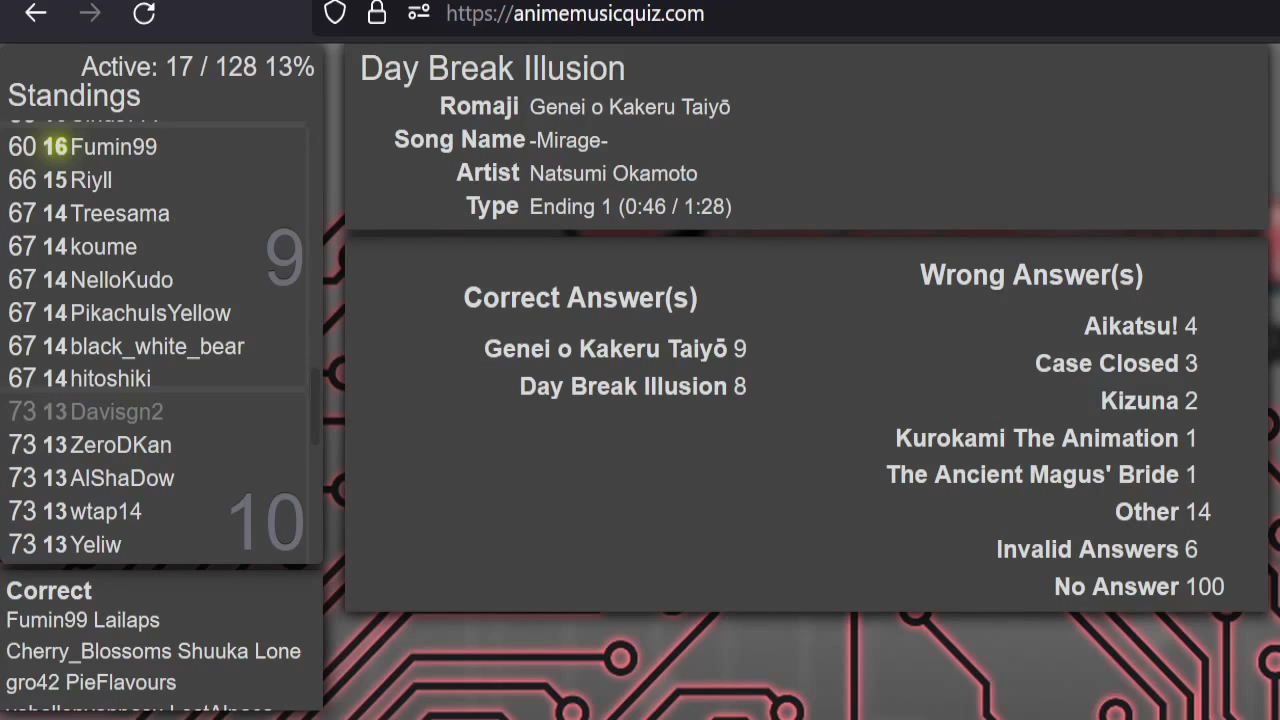 https://animemusicquiz.com
Active: 17 / 128 13%
Standings
60 16 Fumin99
66 15 Riyll
67 14 Treesama
67 14 koume
9
67 14 NelloKudo
67 14 PikachuIsYellow
67 14 black_white_bear
67 14 hitoshiki
73 13 Davisgn2
73 13 ZeroDKan
73 13 AlShaDow
73 13 wtap14
10
73 13 Yeliw
Correct
Fumin99 Lailaps
Cherry_Blossoms Shuuka Lone
gro42 PieFlavours
Day Break Illusion
Romaji Genei o Kakeru Taiyō
Song Name -Mirage-
Artist Natsumi Okamoto
Type Ending 1 (0:46 / 1:28)
Correct Answer(s)
Genei o Kakeru Taiyō 9
Day Break Illusion 8
Wrong Answer(s)
Aikatsu! 4
Case Closed 3
Kizuna 2
Kurokami The Animation 1
The Ancient Magus' Bride 1
Other 14
Invalid Answers 6
No Answer 100